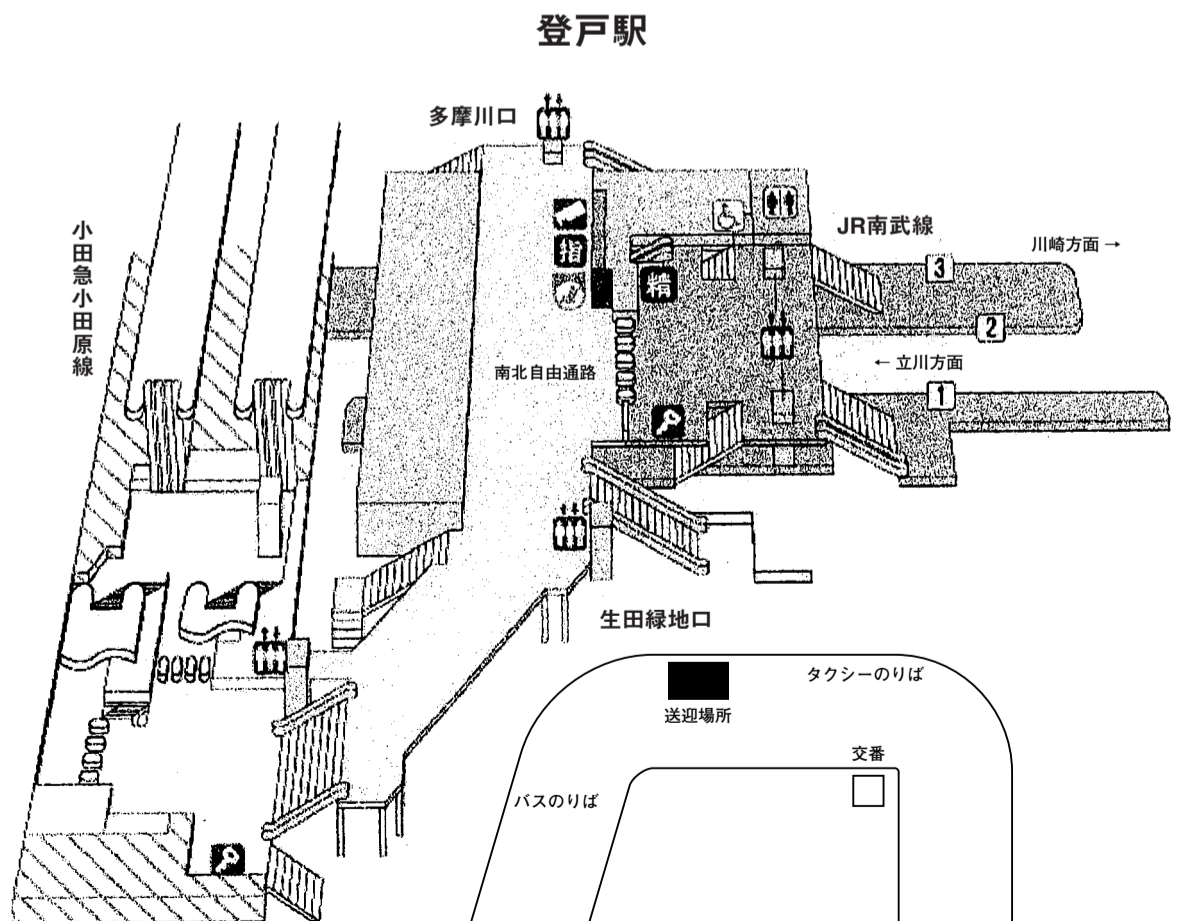 登戸駅
多摩川口
小田急小田原線
JR南武線
川崎方面 →
3
指
精
2
南北自由通路
← 立川方面
1
生田緑地口
タクシーのりば
送迎場所
交番
バスのりば